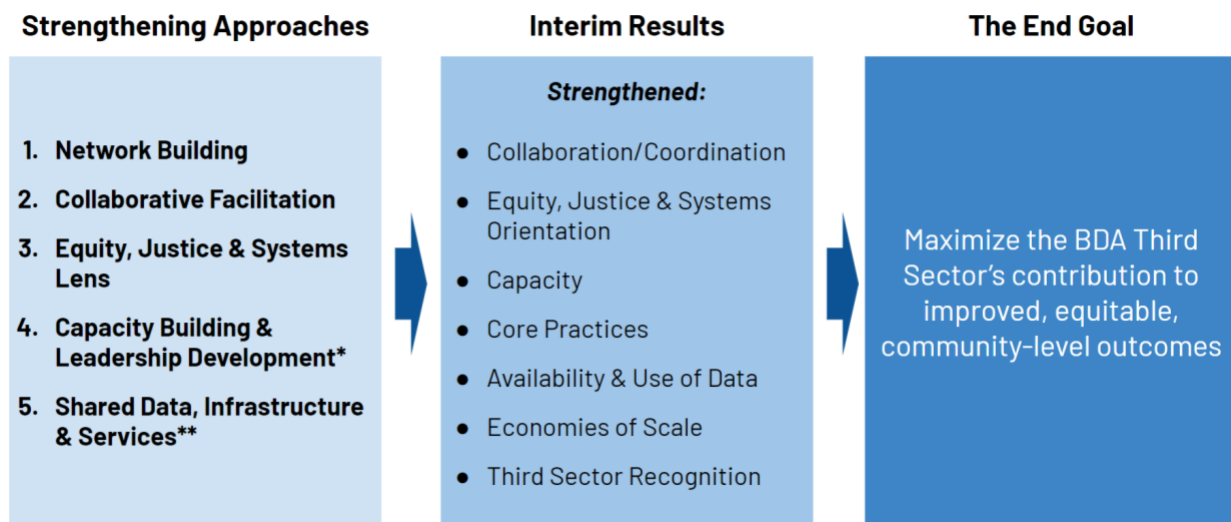 Strengthening Approaches
1. Network Building
2. Collaborative Facilitation
3. Equity, Justice & Systems
Lens
4. Capacity Building &
Leadership Development*
5. Shared Data, Infrastructure
& Services**
Interim Results
Strengthened:
● Collaboration/Coordination
● Equity, Justice & Systems
Orientation
● Capacity
● Core Practices
● Availability & Use of Data
● Economies of Scale
● Third Sector Recognition
The End Goal
Maximize the BDA Third
Sector's contribution to
improved, equitable,
community-level outcomes